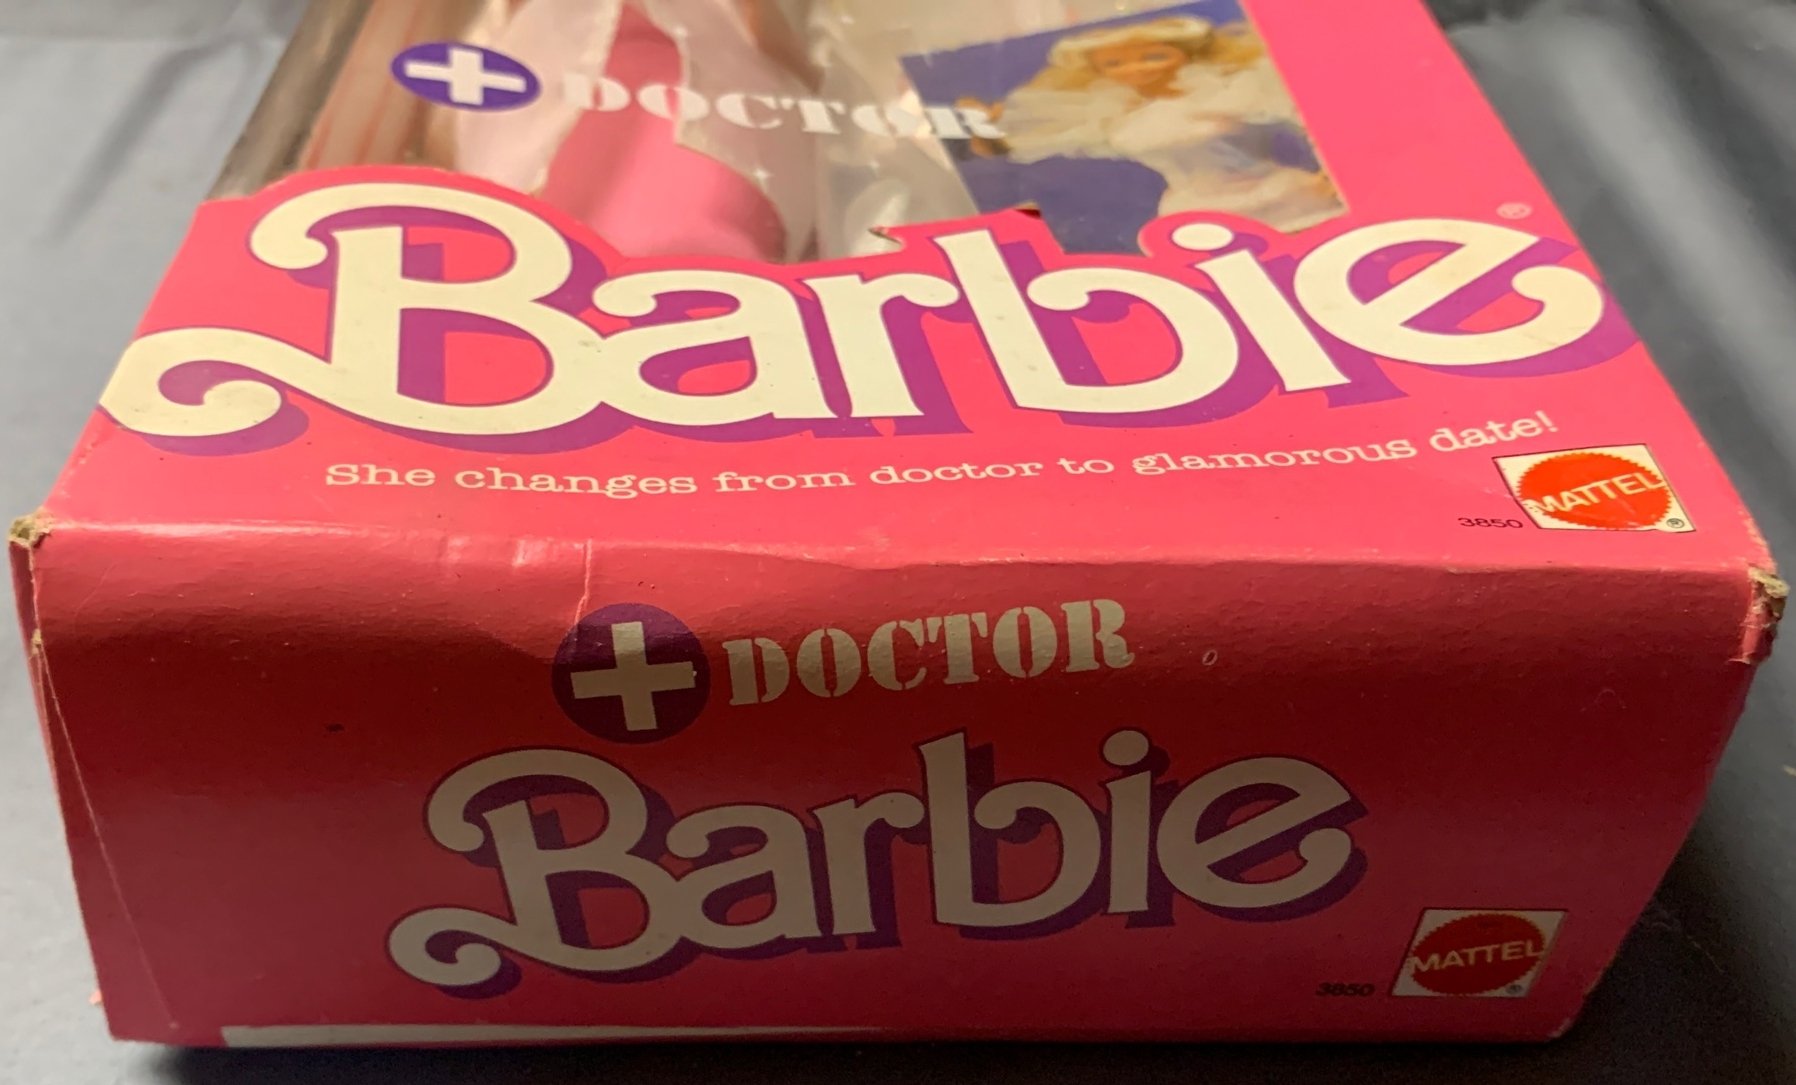 DOCTOR
Barbie®
She changes from doctor to glamorous date!
3850 MATTEL®
DOCTOR
Barbie
3850 MATTEL®